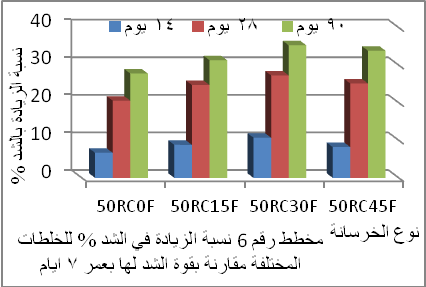 ٩٠ يوم ٢٨ يوم ١٤ يوم
نسبة الزيادة بالشد %
40
30
20
10
0
50RC0F 50RC15F 50RC30F 50RC45F
نوع الخرسانة
مخطط رقم 6 نسبة الزيادة في الشد % للخلطات
المختلفة مقارنة بقوة الشد لها بعمر ٧ ايام